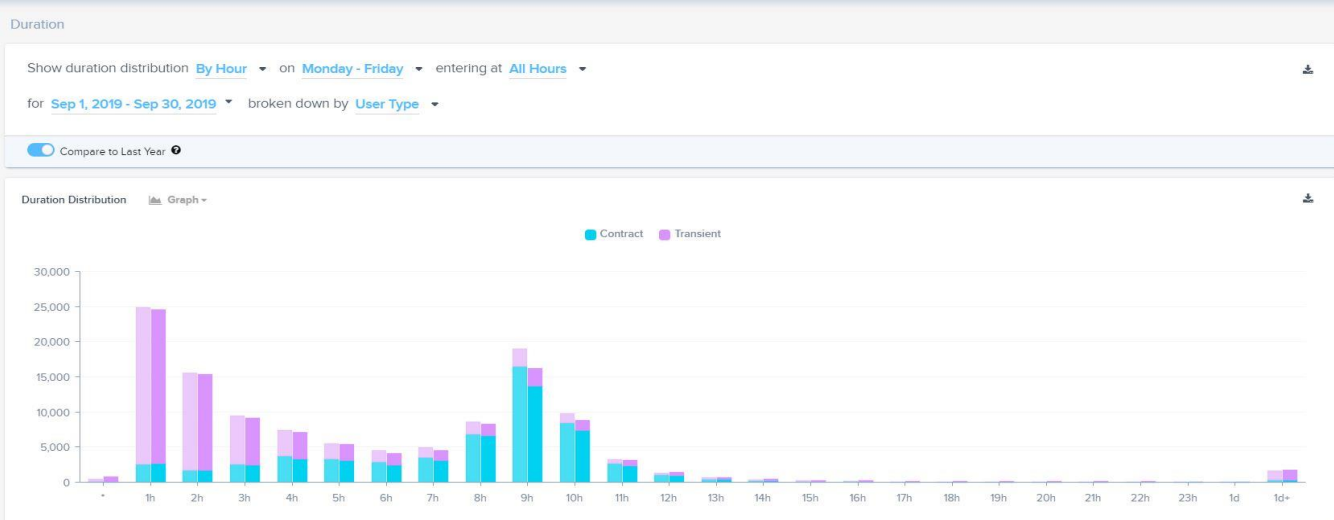 Duration
Show duration distribution By Hour on Monday - Friday entering at All Hours
for Sep 1, 2019 - Sep 30, 2019 broken down by User Type
Compare to Last Year ?
Duration Distribution Graph
Contract Transient
30,000
25,000
20,000
15,000
10,000
5,000
0
* 1h 2h 3h 4h 5h 6h 7h 8h 9h 10h 11h 12h 13h 14h 15h 16h 17h 18h 19h 20h 21h 22h 23h 1d 1d+